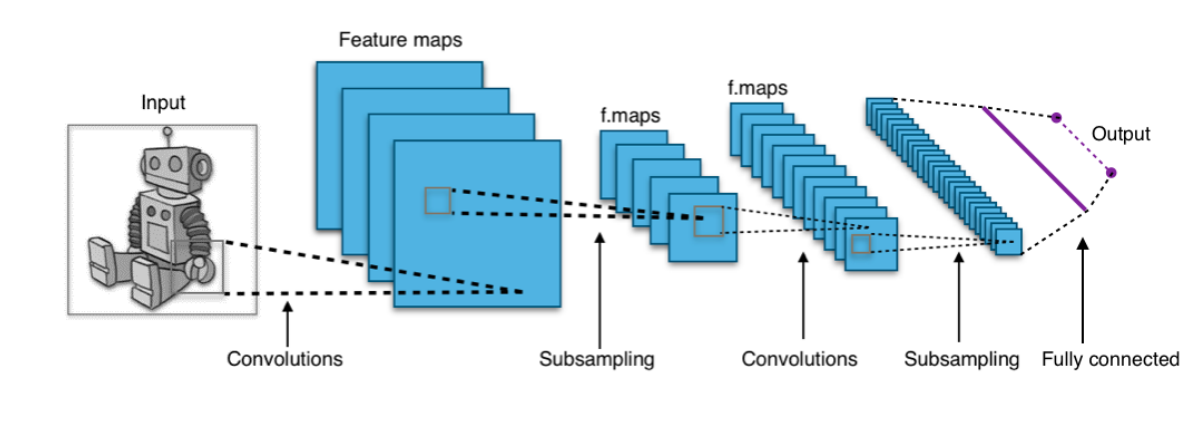 Feature maps
f.maps
Input
f.maps
Output
Convolutions
Subsampling
Convolutions
Subsampling
Fully connected